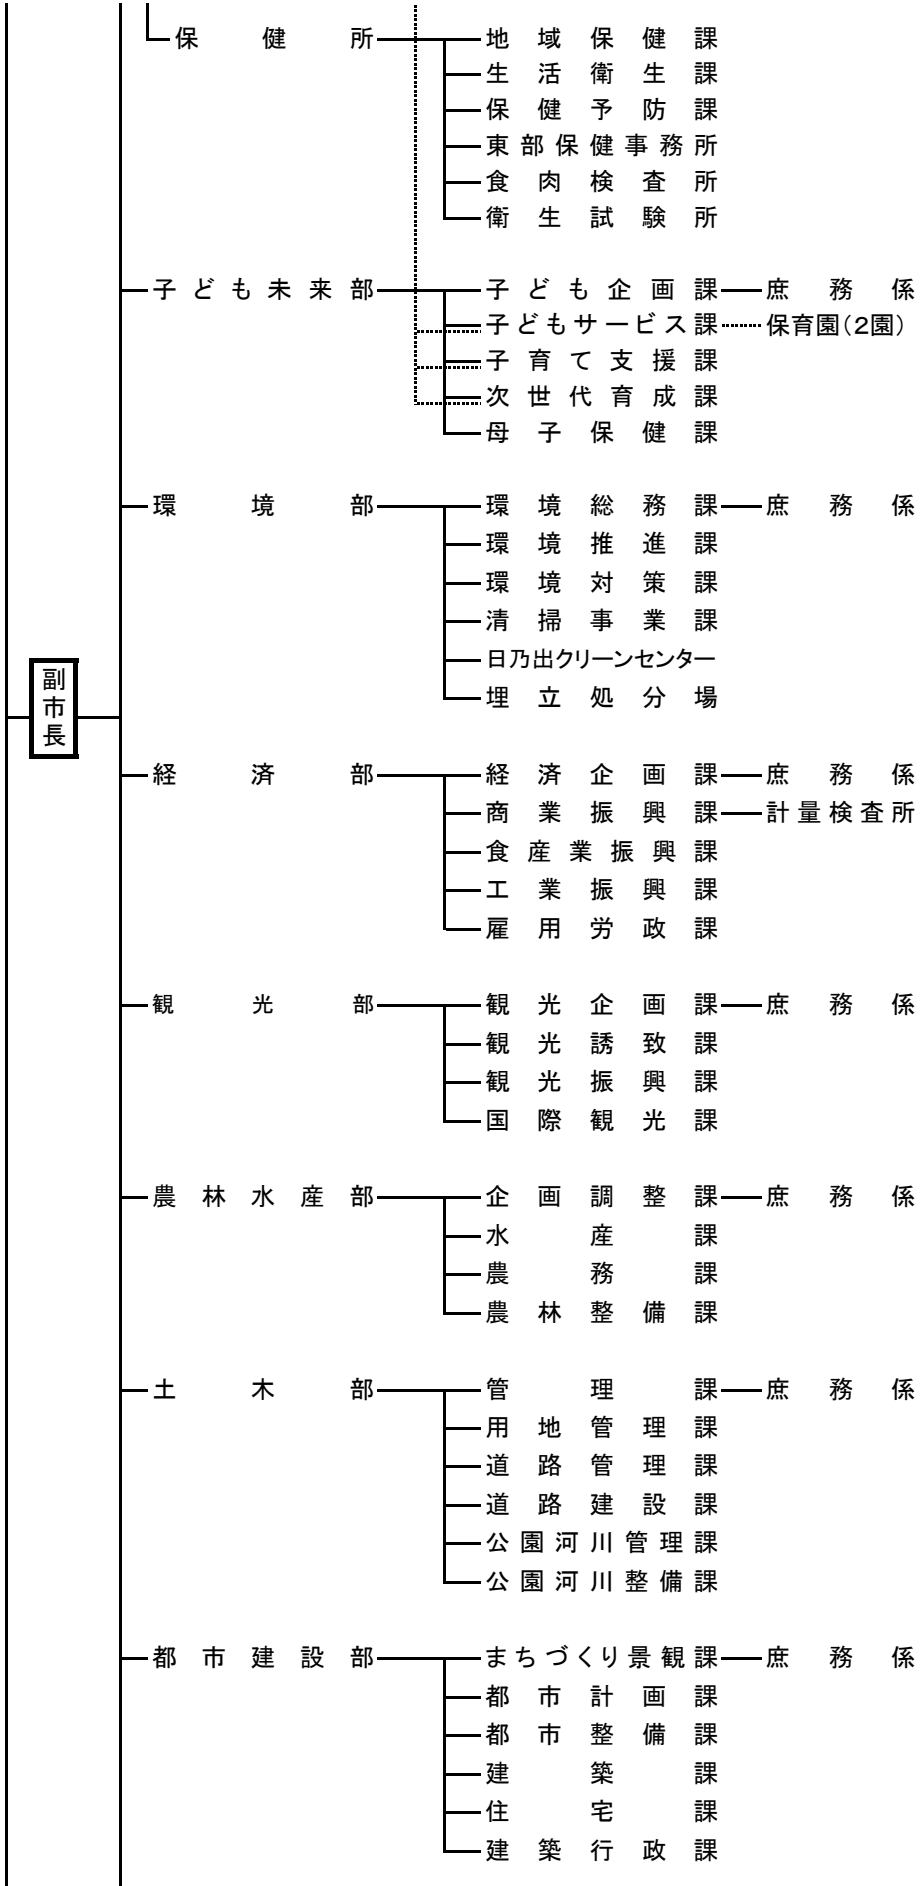 保健所 地域保健課
生活衛生課
保健予防課
東部保健事務所
食肉検査所
衛生試験所
子ども未来部 子ども企画課 庶務係
子どもサービス課 保育園(2園)
子育て支援課
次世代育成課
母子保健課
環境部 環境総務課 庶務係
環境推進課
環境対策課
清掃事業課
日乃出クリーンセンター
埋立処分場
副市長
経済部 経済企画課 庶務係
商業振興課 計量検査所
食産業振興課
工業振興課
雇用労政課
観光部 観光企画課 庶務係
観光誘致課
観光振興課
国際観光課
農林水産部 企画調整課 庶務係
水産課
農務課
農林整備課
土木部 管理課 庶務係
用地管理課
道路管理課
道路建設課
公園河川管理課
公園河川整備課
都市建設部 まちづくり景観課 庶務係
都市計画課
都市整備課
建築課
住宅課
建築行政課